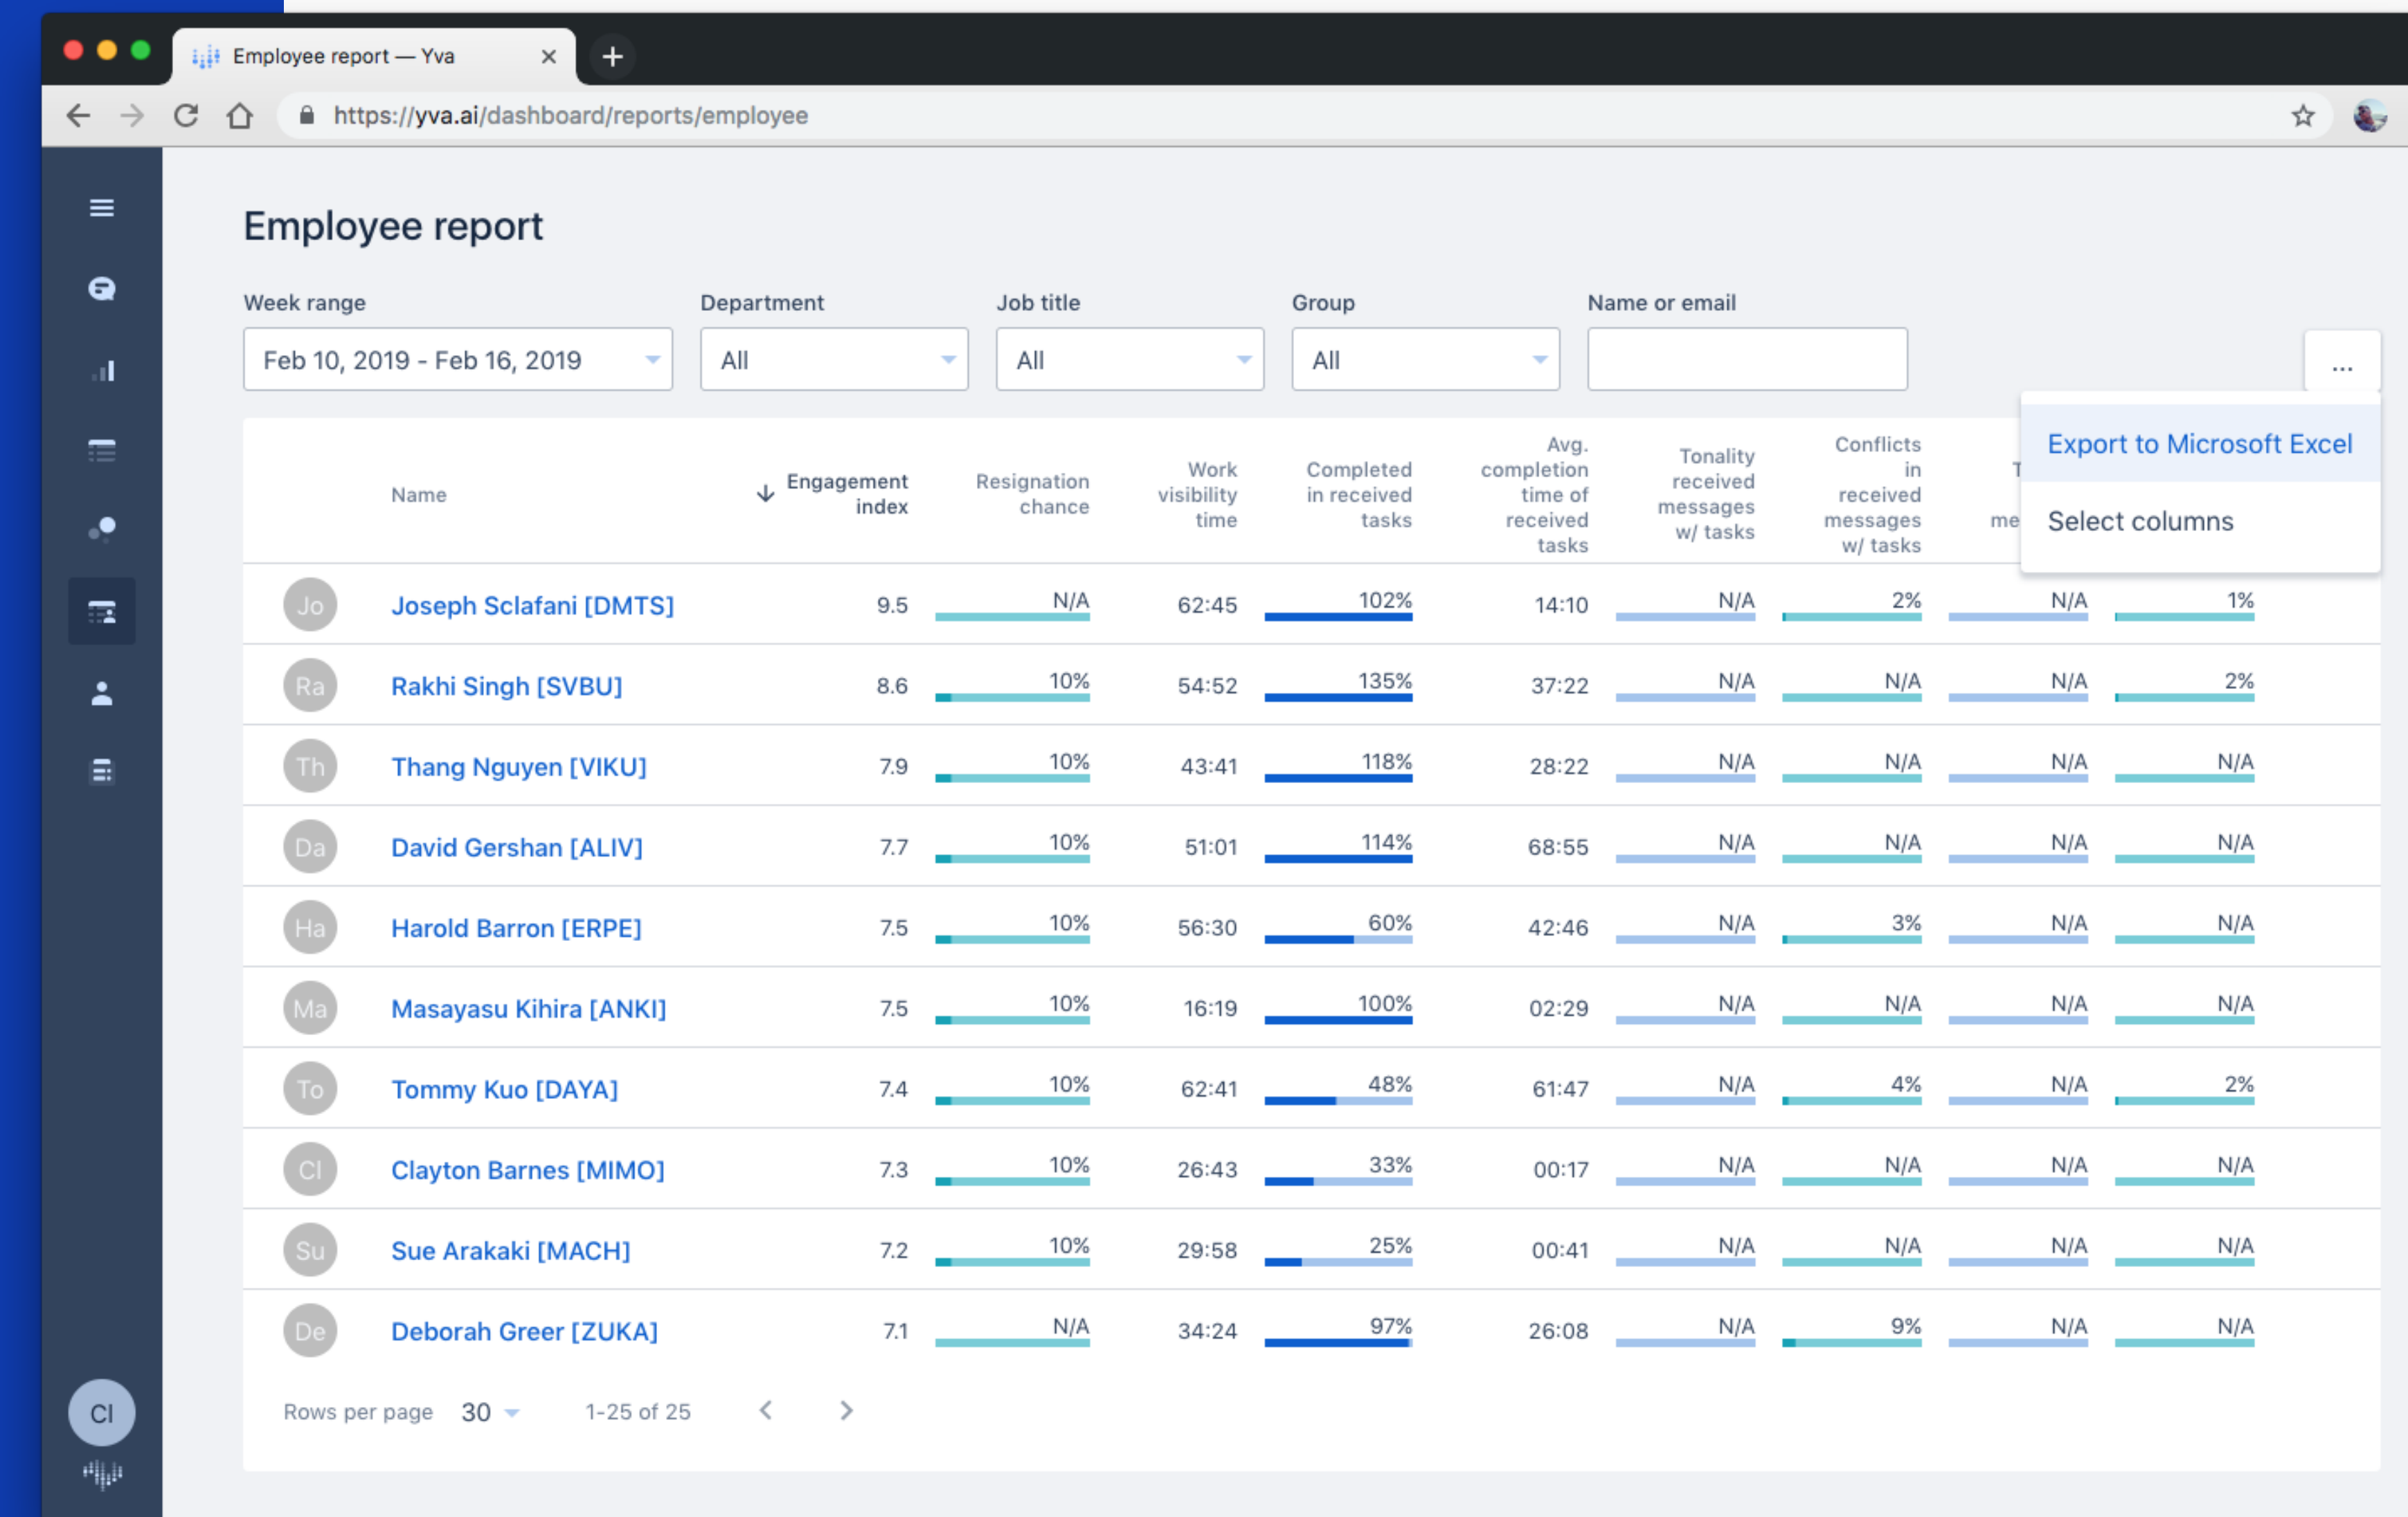 Employee report — Yva
https://yva.ai/dashboard/reports/employee
Employee report
Week range Department Job title Group Name or email
Feb 10, 2019 - Feb 16, 2019 All All All ...
Export to Microsoft Excel
Select columns
Name
Engagement
index
Resignation
chance
Work
visibility
time
Completed
in received
tasks
Avg.
completion
time of
received
tasks
Tonality
received
messages
w/ tasks
Conflicts
in
received
messages
w/ tasks
Jo Joseph Sclafani [DMTS] 9.5 N/A 62:45 102% 14:10 N/A 2% N/A 1%
Ra Rakhi Singh [SVBU] 8.6 10% 54:52 135% 37:22 N/A N/A N/A 2%
Th Thang Nguyen [VIKU] 7.9 10% 43:41 118% 28:22 N/A N/A N/A N/A
Da David Gershan [ALIV] 7.7 10% 51:01 114% 68:55 N/A N/A N/A N/A
Ha Harold Barron [ERPE] 7.5 10% 56:30 60% 42:46 N/A 3% N/A N/A
Ma Masayasu Kihira [ANKI] 7.5 10% 16:19 100% 02:29 N/A N/A N/A N/A
To Tommy Kuo [DAYA] 7.4 10% 62:41 48% 61:47 N/A 4% N/A 2%
Cl Clayton Barnes [MIMO] 7.3 10% 26:43 33% 00:17 N/A N/A N/A N/A
Su Sue Arakaki [MACH] 7.2 10% 29:58 25% 00:41 N/A N/A N/A N/A
De Deborah Greer [ZUKA] 7.1 N/A 34:24 97% 26:08 N/A 9% N/A N/A
Rows per page 30 1-25 of 25
CI